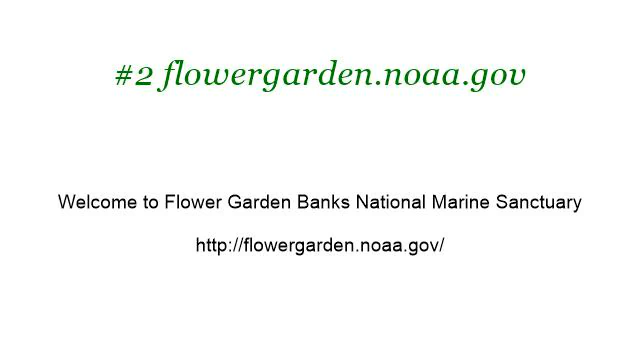 #2 flowergarden.noaa.gov
Welcome to Flower Garden Banks National Marine Sanctuary
http://flowergarden.noaa.gov/